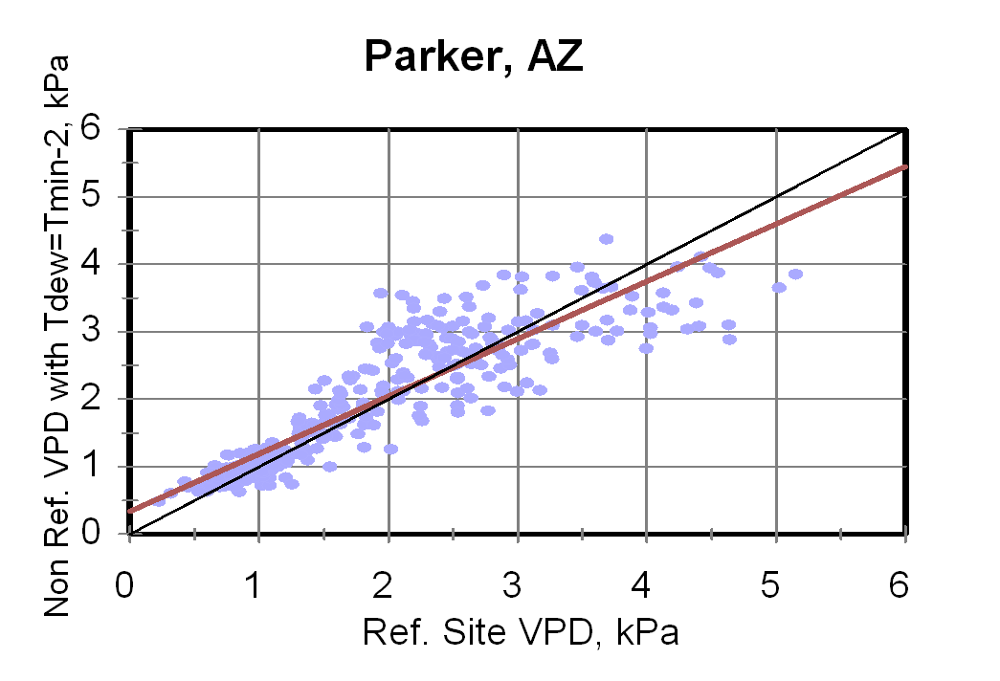 Parker, AZ
Non Ref. VPD with Tdew=Tmin-2, kPa
6
5
4
3
2
1
0
0 1 2 3 4 5 6
Ref. Site VPD, kPa